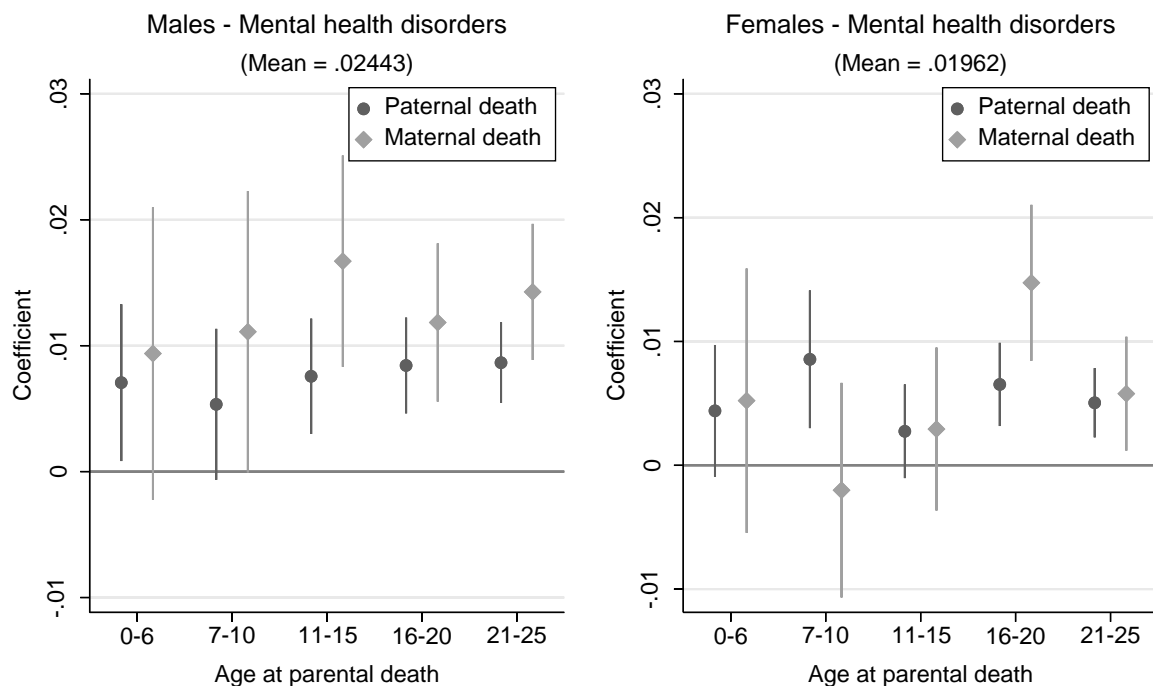 Males - Mental health disorders
(Mean = .02443)
Paternal death
Maternal death
Coefficient
.03
.02
.01
0
-.01
0-6 7-10 11-15 16-20 21-25
Age at parental death
Females - Mental health disorders
(Mean = .01962)
Paternal death
Maternal death
Coefficient
.03
.02
.01
0
-.01
0-6 7-10 11-15 16-20 21-25
Age at parental death